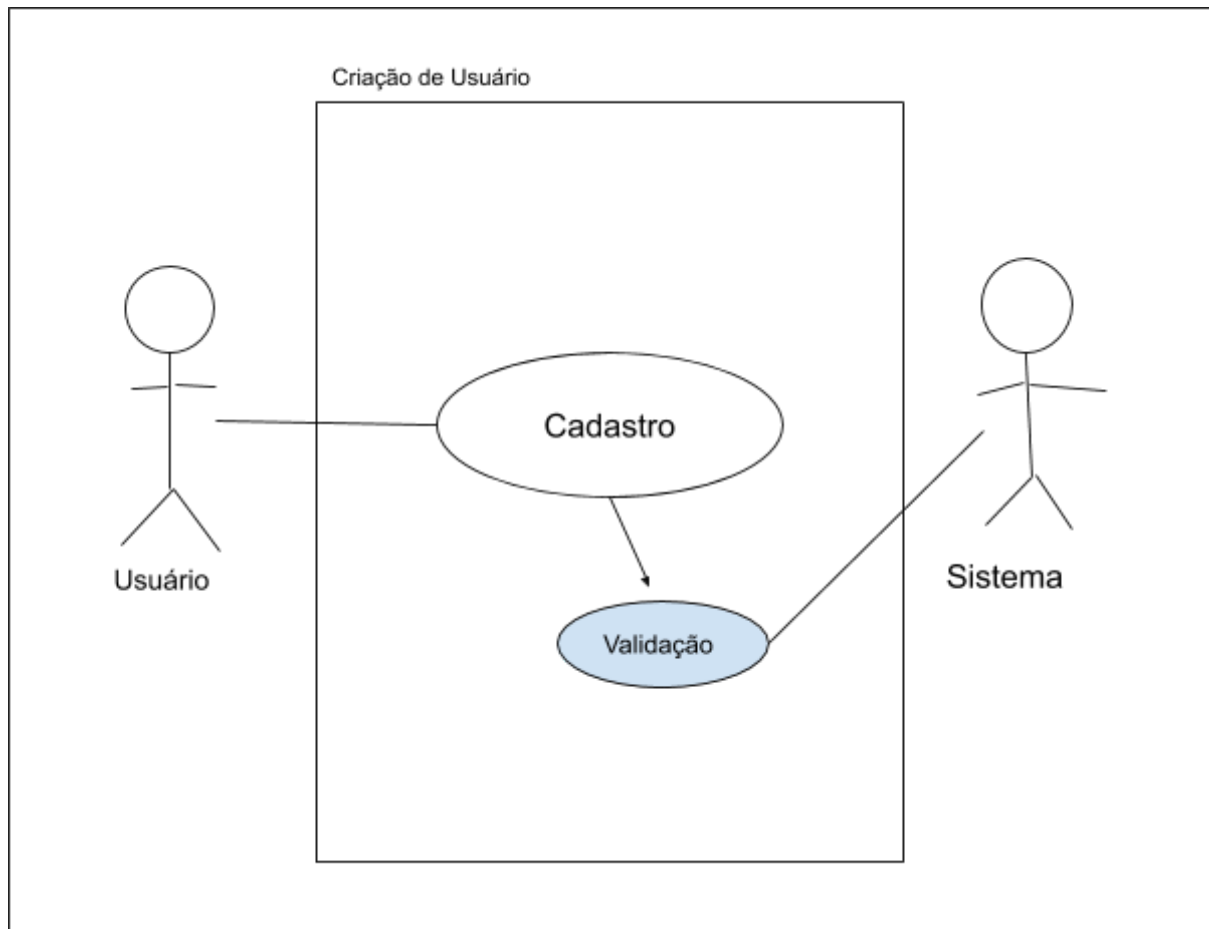 Criação de Usuário
Cadastro
Usuário
Sistema
Validação